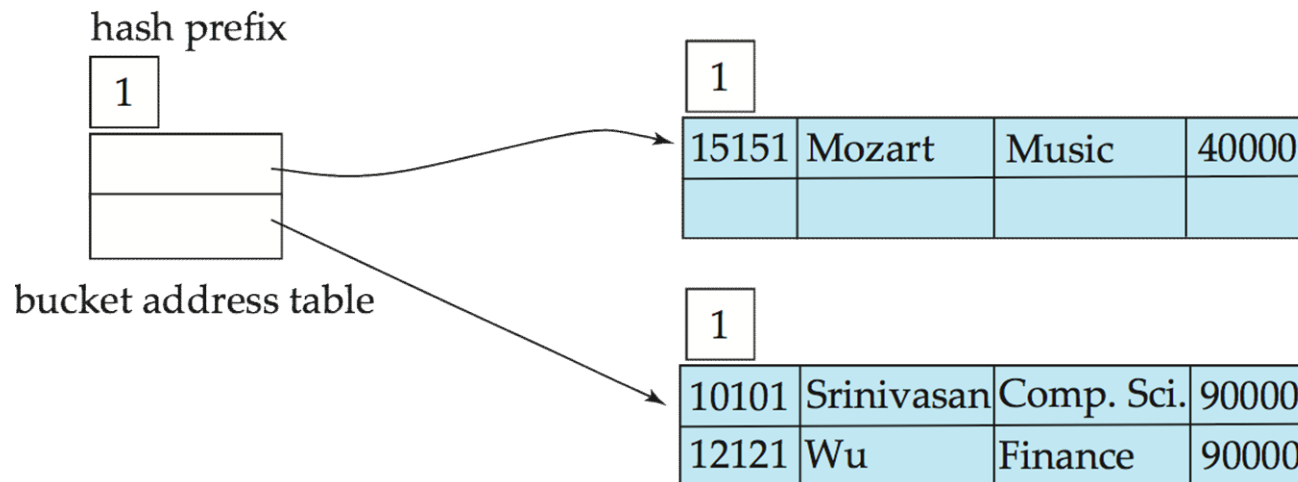 hash prefix
1
bucket address table
1
15151 Mozart Music 40000
1
10101 Srinivasan Comp. Sci. 90000
12121 Wu Finance 90000